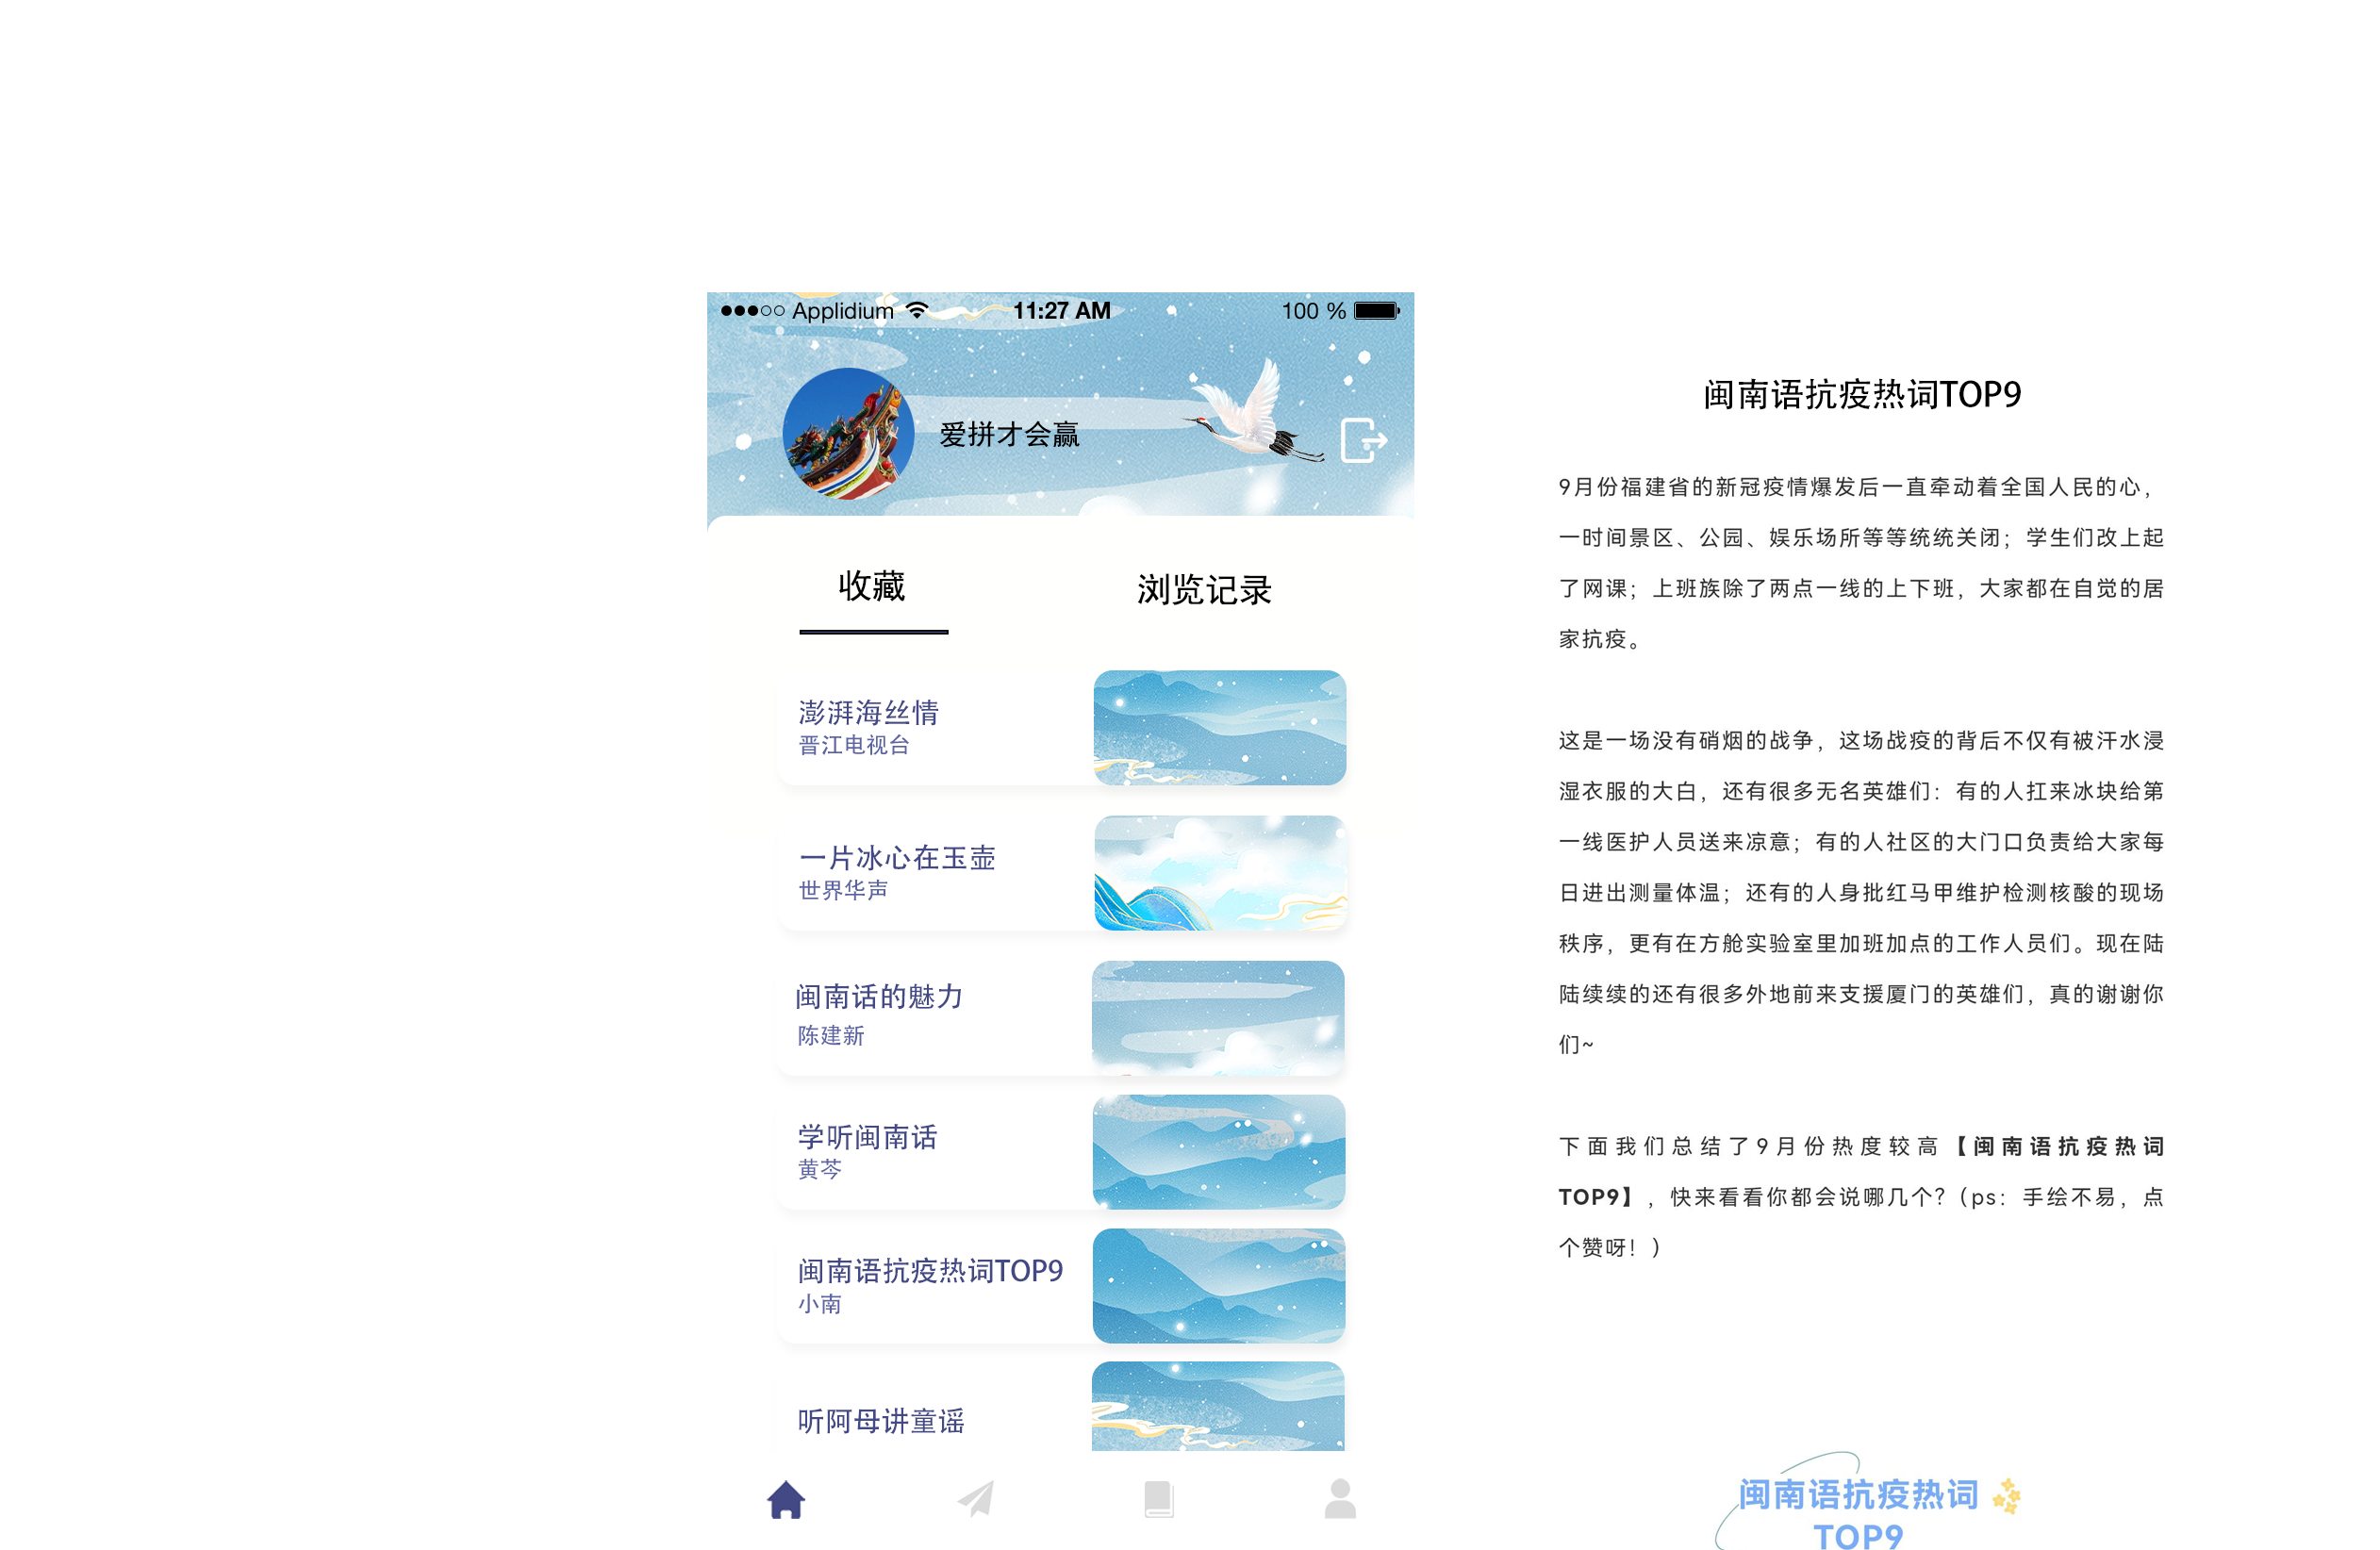 Applidium 11:27 AM 100 %
爱拼才会赢
收藏 浏览记录
澎湃海丝情
晋江电视台
一片冰心在玉壶
世界华声
闽南话的魅力
陈建新
学听闽南话
黄芩
闽南语抗疫热词TOP9
小南
听阿母讲童谣
闽南语抗疫热词TOP9
9月份福建省的新冠疫情爆发后一直牵动着全国人民的心，
一时间景区、公园、娱乐场所等等统统关闭；学生们改上起
了网课；上班族除了两点一线的上下班，大家都在自觉的居
家抗疫。
这是一场没有硝烟的战争，这场战疫的背后不仅有被汗水浸
湿衣服的大白，还有很多无名英雄们：有的人扛来冰块给第
一线医护人员送来凉意；有的人社区的大门口负责给大家每
日进出测量体温；还有的人身批红马甲维护检测核酸的现场
秩序，更有在方舱实验室里加班加点的工作人员们。现在陆
陆续续的还有很多外地前来支援厦门的英雄们，真的谢谢你
们~
下面我们总结了9月份热度较高【闽南语抗疫热词
TOP9】，快来看看你都会说哪几个？（ps：手绘不易，点
个赞呀！）
闽南语抗疫热词
TOP9